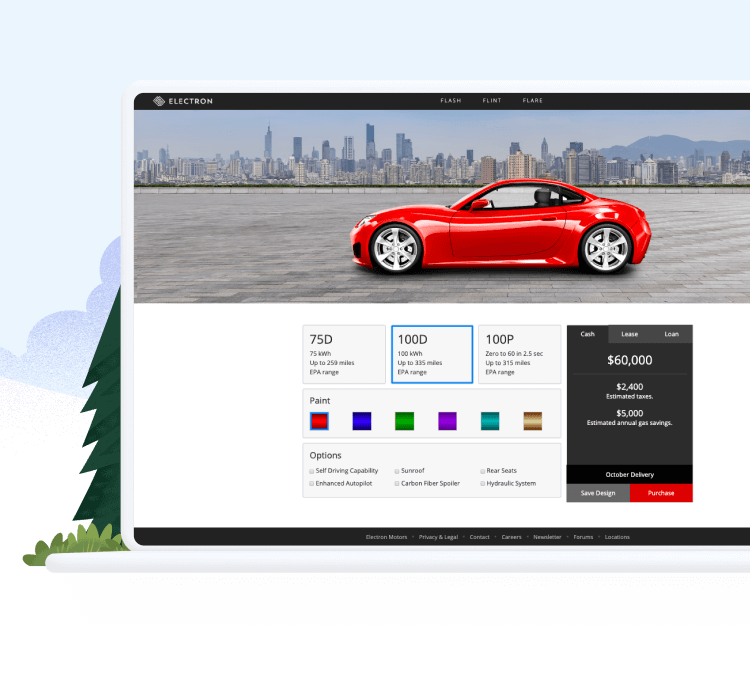 ELECTRON
FLASH FLINT FLARE
75D
75 kWh
Up to 259 miles
EPA range
100D
100 kWh
Up to 335 miles
EPA range
100P
Zero to 60 in 2.5 sec
Up to 315 miles
EPA range
Paint
Options
Self Driving Capability Sunroof Rear Seats
Enhanced Autopilot Carbon Fiber Spoiler Hydraulic System
Cash Lease Loan
$60,000
$2,400
Estimated taxes.
$5,000
Estimated annual gas savings.
October Delivery
Save Design Purchase
Electron Motors • Privacy & Legal • Contact • Careers • Newsletter • Forums • Locations